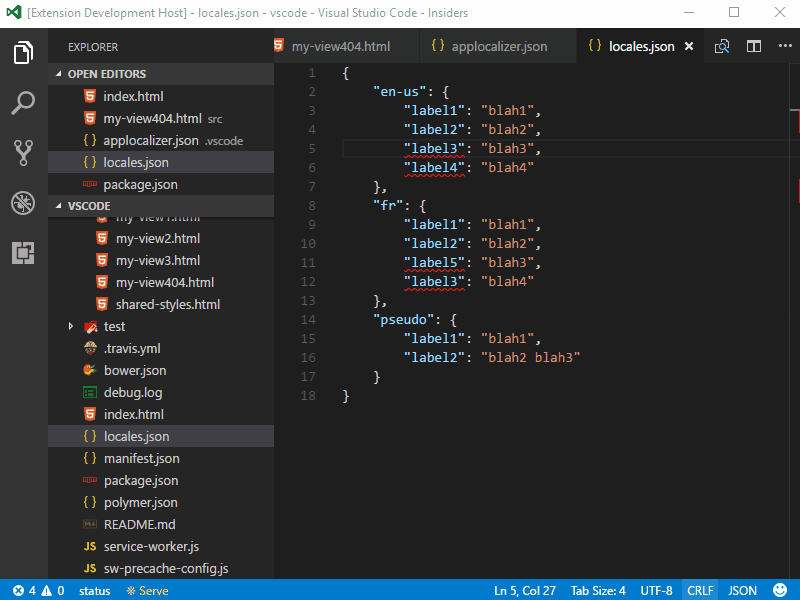 [Extension Development Host] - locales.json - vscode - Visual Studio Code - Insiders
EXPLORER
OPEN EDITORS
index.html
my-view404.html src
{ } applocalizer.json .vscode
{ } locales.json
package.json
VSCODE
my-view1.html
my-view2.html
my-view3.html
my-view404.html
shared-styles.html
test
.travis.yml
bower.json
debug.log
index.html
{ } locales.json
{ } manifest.json
package.json
{ } polymer.json
README.md
JS service-worker.js
JS sw-precache-config.js
my-view404.html { } applocalizer.json { } locales.json ×
1 {
2 "en-us": {
3 "label1": "blah1",
4 "label2": "blah2",
5 "label3": "blah3",
6 "label4": "blah4"
7 },
8 "fr": {
9 "label1": "blah1",
10 "label2": "blah2",
11 "label5": "blah3",
12 "label3": "blah4"
13 },
14 "pseudo": {
15 "label1": "blah1",
16 "label2": "blah2 blah3"
17 }
18 }
4 0 status Serve Ln 5, Col 27 Tab Size: 4 UTF-8 CRLF JSON